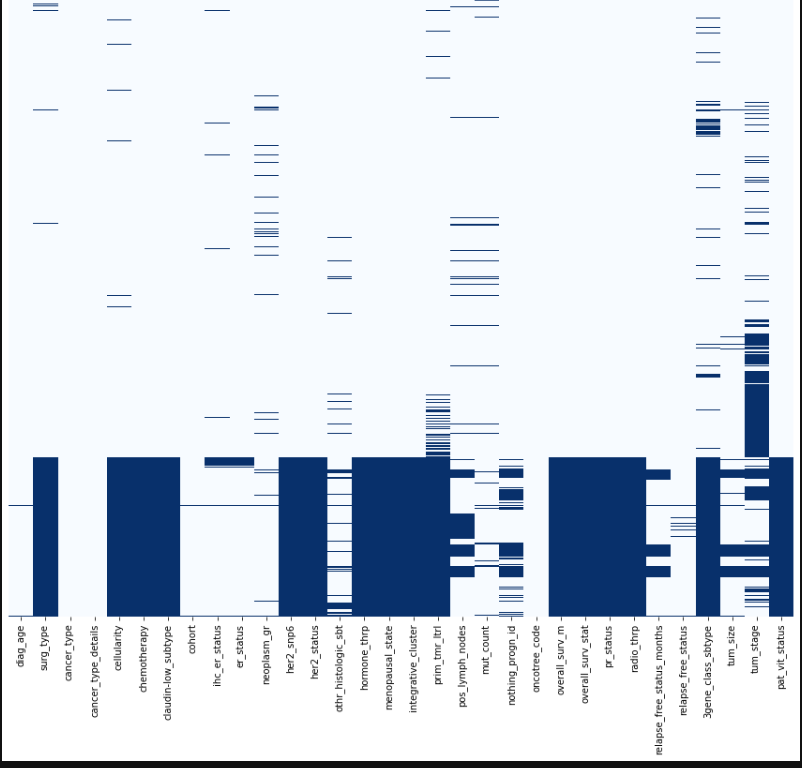 diag_age
surg_type
cancer_type
cancer_type_details
cellularity
chemotherapy
claudin-low_subtype
cohort
ihc_er_status
er_status
neoplasm_gr
her2_snp6
her2_status
othr_histologic_sbt
hormone_thrp
menopausal_state
integrative_cluster
prim_tmr_ltrl
pos_lymph_nodes
mut_count
nothing_progn_id
oncotree_code
overall_surv_m
overall_surv_stat
pr_status
radio_thrp
relapse_free_status_months
relapse_free_status
3gene_class_sbtype
tum_size
tum_stage
pat_vit_status